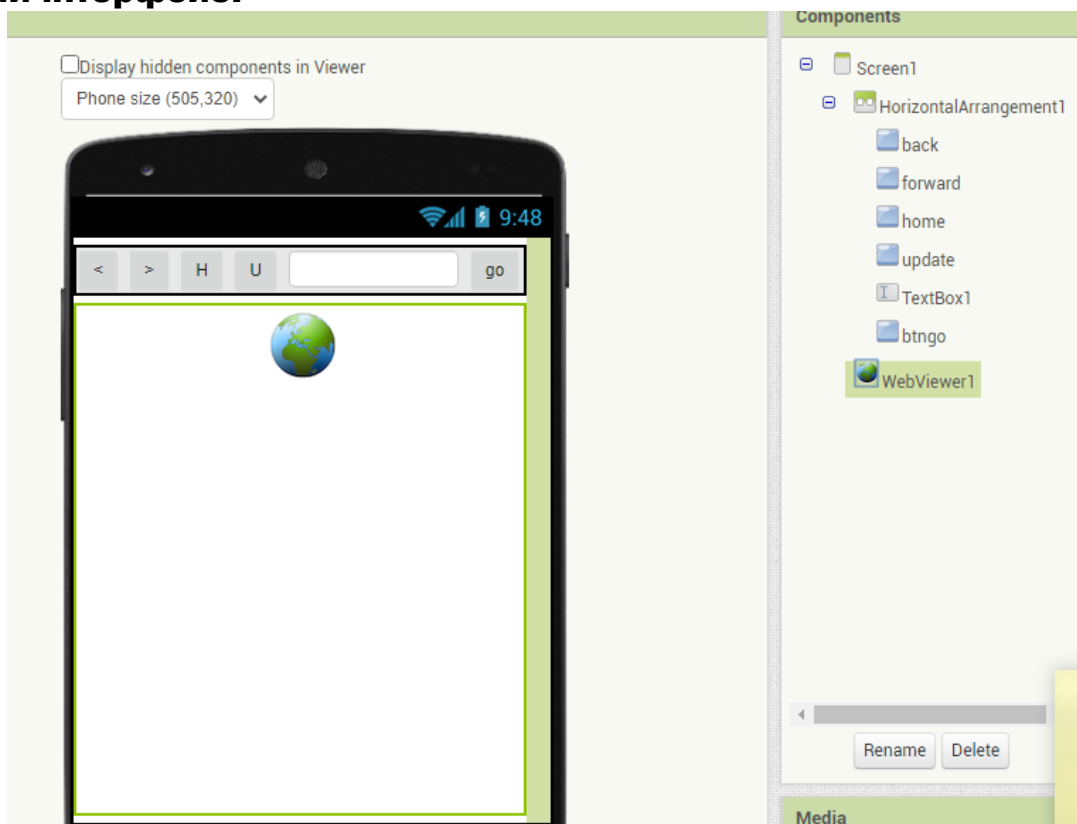 інтерфейс.
Components
Display hidden components in Viewer
Phone size (505,320)
9:48
< > H U go
Screen1
HorizontalArrangement1
back
forward
home
update
TextBox1
btngo
WebViewer1
Rename Delete
Media